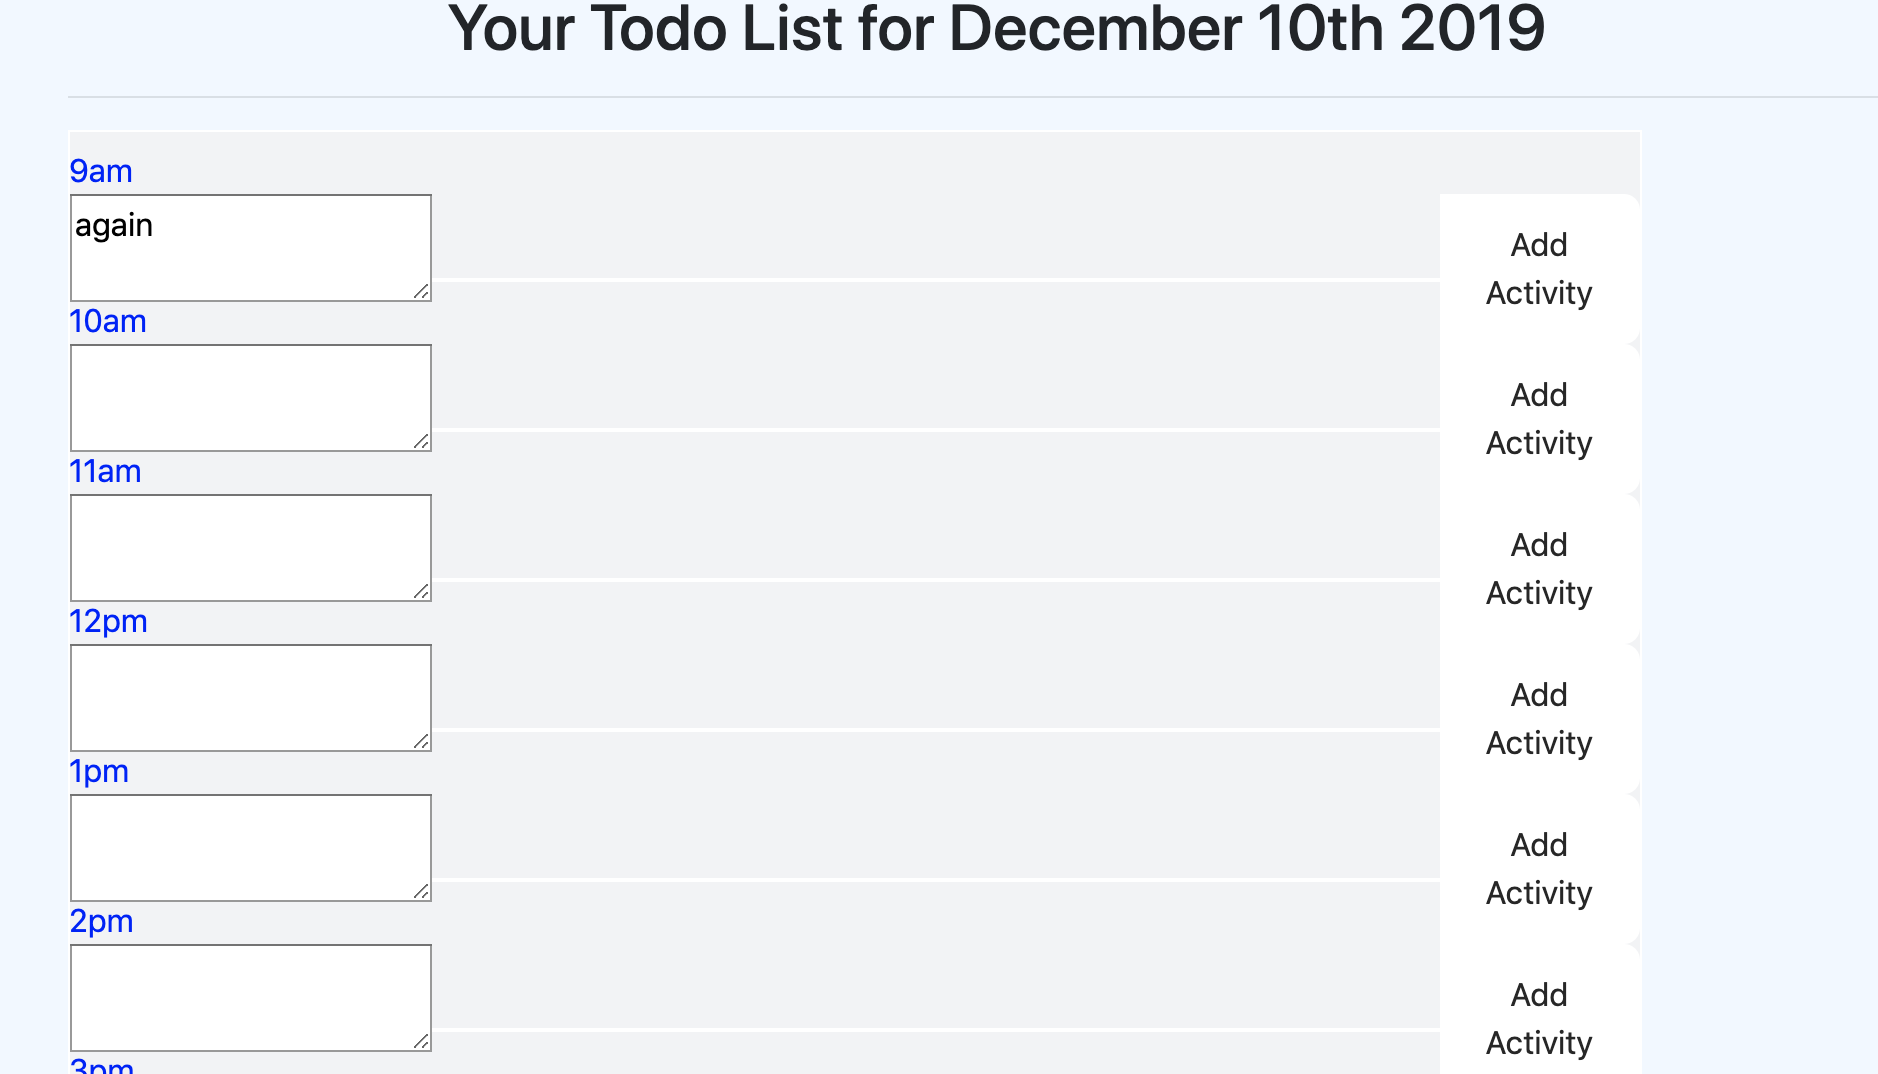 Your Todo List for December 10th 2019
9am
again
Add
Activity
10am
Add
Activity
11am
Add
Activity
12pm
Add
Activity
1pm
Add
Activity
2pm
Add
Activity
3pm